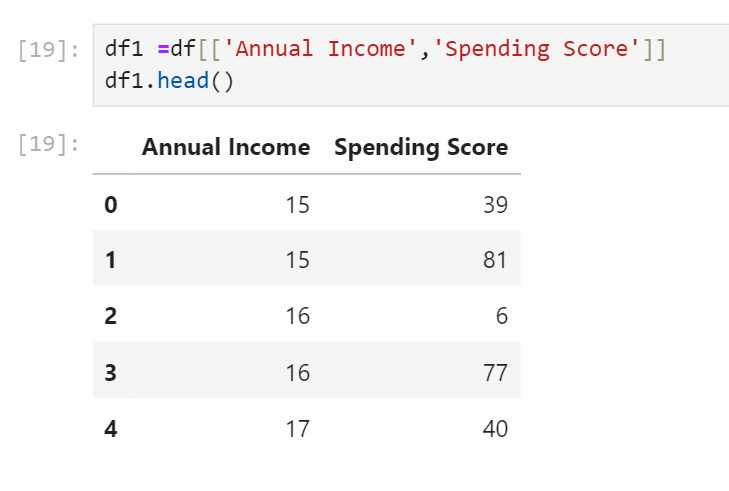 [19]: df1 =df[['Annual Income','Spending Score']]
df1.head()
[19]: Annual Income Spending Score
0 15 39
1 15 81
2 16 6
3 16 77
4 17 40